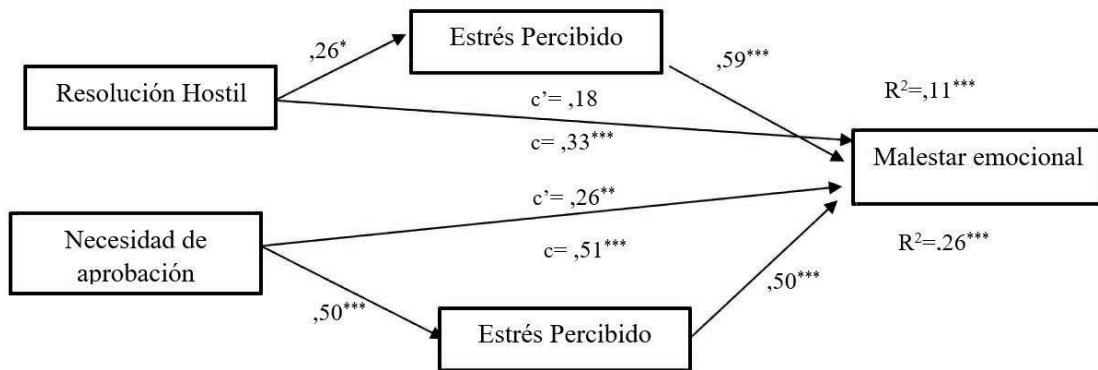 Estrés Percibido
,26*
,59***
Resolución Hostil
R²=,11***
c’= ,18
c= ,33***
Malestar emocional
c’= ,26**
Necesidad de
aprobación
c= ,51***
R²=.26***
,50***
,50***
Estrés Percibido